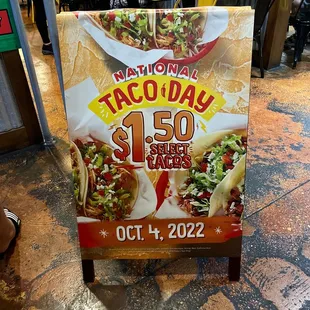 NATIONAL
TACO DAY
$1.50
SELECT
TACOS
OCT. 4, 2022